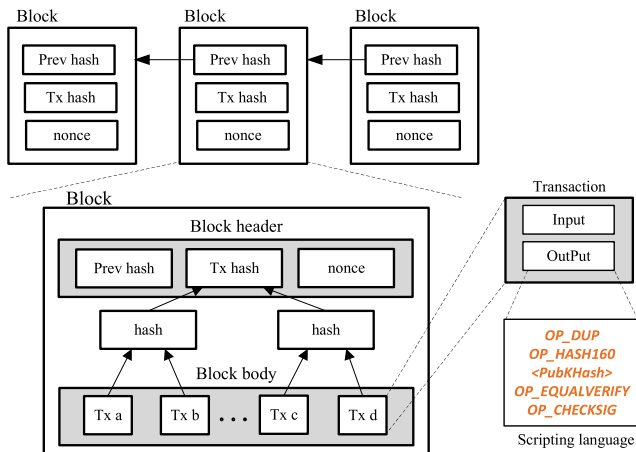 Block
Block
Block
Prev hash
Prev hash
Prev hash
Tx hash
Tx hash
Tx hash
nonce
nonce
nonce
Block
Block header
Prev hash
Tx hash
nonce
hash
hash
Block body
Tx a
Tx b
...
Tx c
Tx d
Transaction
Input
OutPut
OP_DUP
OP_HASH160
<PubKHash>
OP_EQUALVERIFY
OP_CHECKSIG
Scripting language